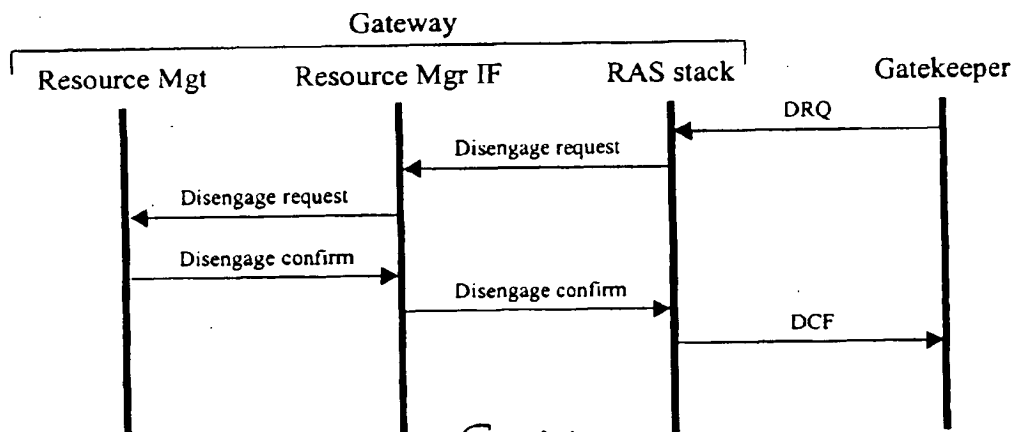 Gateway
Resource Mgt Resource Mgr IF RAS stack Gatekeeper
DRQ
Disengage request
Disengage request
Disengage confirm
Disengage confirm
DCF